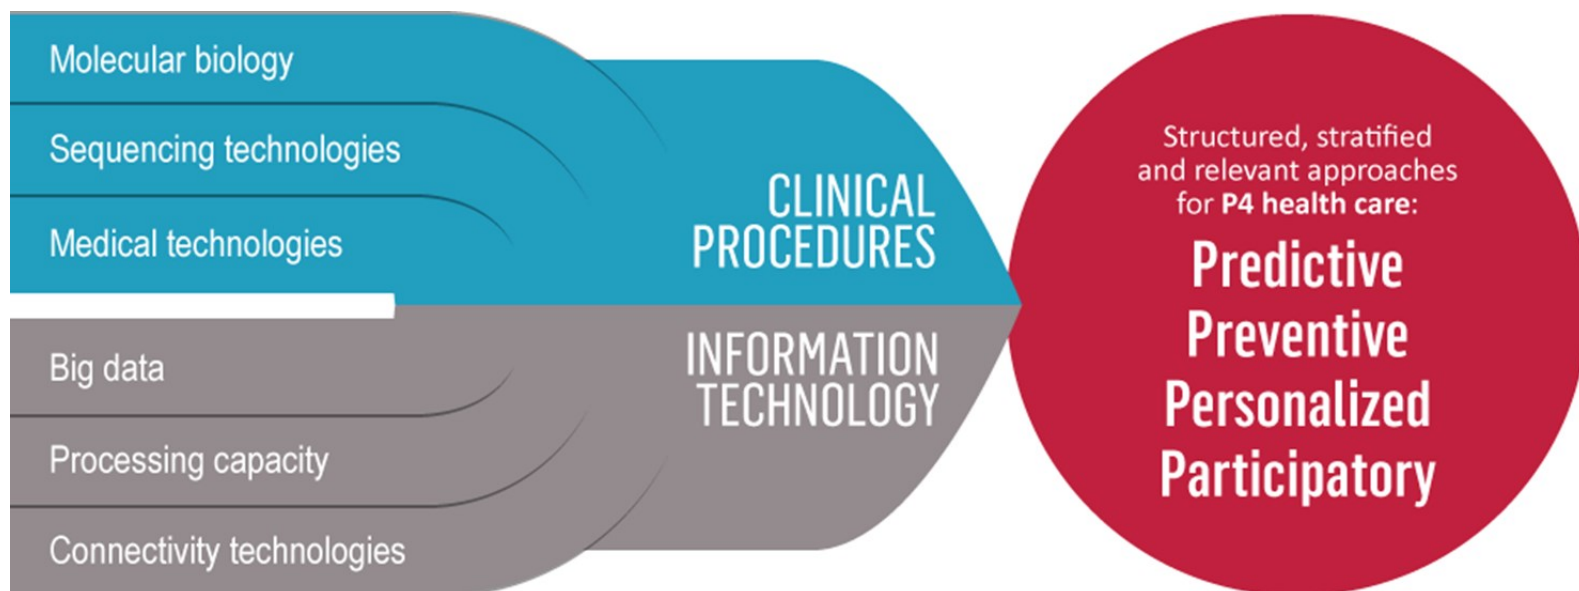 Molecular biology
Sequencing technologies
Medical technologies
CLINICAL
PROCEDURES
Big data
Processing capacity
Connectivity technologies
INFORMATION
TECHNOLOGY
Structured, stratified
and relevant approaches
for P4 health care:
Predictive
Preventive
Personalized
Participatory